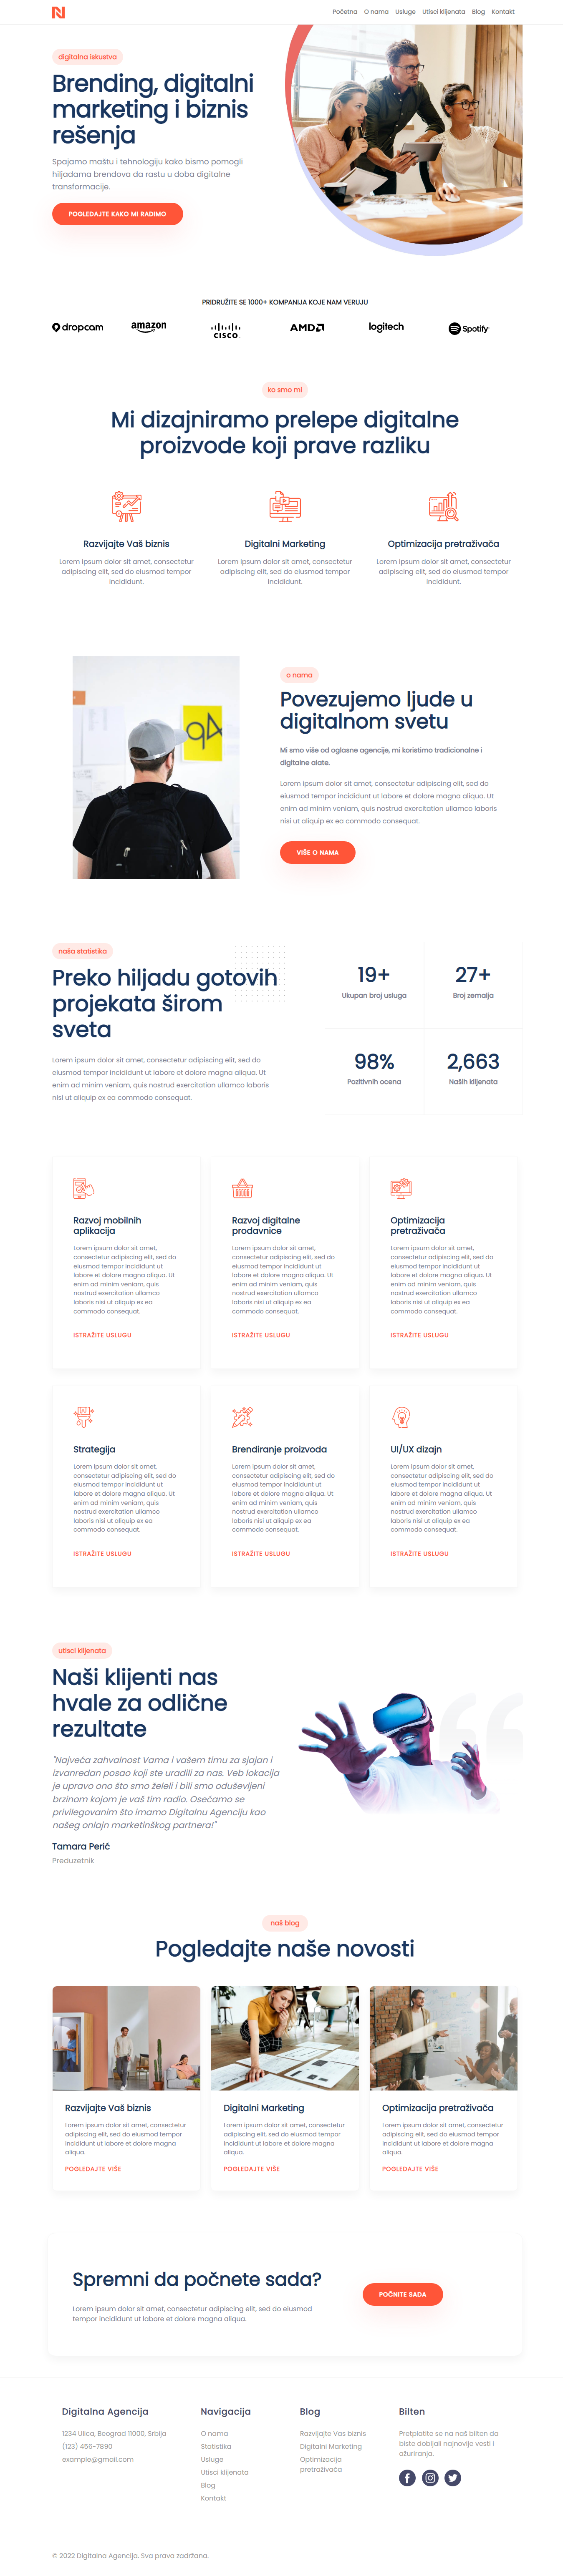 Početna O nama Usluge Utisci klijenata Blog Kontakt
digitalna iskustva
Brending, digitalni
marketing i biznis
rešenja
Spajamo maštu i tehnologiju kako bismo pomogli
hiljadama brendova da rastu u doba digitalne
transformacije.
POGLEDAJTE KAKO MI RADIMO
PRIDRUŽITE SE 1000+ KOMPANIJA KOJE NAM VERUJU
dropcam amazon CISCO AMD logitech Spotify
ko smo mi
Mi dizajniramo prelepe digitalne
proizvode koji prave razliku
Razvijajte Vaš biznis
Lorem ipsum dolor sit amet, consectetur
adipiscing elit, sed do eiusmod tempor
incididunt.
Digitalni Marketing
Lorem ipsum dolor sit amet, consectetur
adipiscing elit, sed do eiusmod tempor
incididunt.
Optimizacija pretraživača
Lorem ipsum dolor sit amet, consectetur
adipiscing elit, sed do eiusmod tempor
incididunt.
o nama
Povezujemo ljude u
digitalnom svetu
Mi smo više od oglasne agencije, mi koristimo tradicionalne i
digitalne alate.
Lorem ipsum dolor sit amet, consectetur adipiscing elit, sed do
eiusmod tempor incididunt ut labore et dolore magna aliqua. Ut
enim ad minim veniam, quis nostrud exercitation ullamco laboris
nisi ut aliquip ex ea commodo consequat.
VIŠE O NAMA
naša statistika
Preko hiljadu gotovih
projekata širom
sveta
Lorem ipsum dolor sit amet, consectetur adipiscing elit, sed do
eiusmod tempor incididunt ut labore et dolore magna aliqua. Ut
enim ad minim veniam, quis nostrud exercitation ullamco laboris
nisi ut aliquip ex ea commodo consequat.
19+
Ukupan broj usluga
27+
Broj zemalja
98%
Pozitivnih ocena
2,663
Naših klijenata
Razvoj mobilnih
aplikacija
Lorem ipsum dolor sit amet,
consectetur adipiscing elit, sed do
eiusmod tempor incididunt ut
labore et dolore magna aliqua. Ut
enim ad minim veniam, quis
nostrud exercitation ullamco
laboris nisi ut aliquip ex ea
commodo consequat.
ISTRAŽITE USLUGU
Razvoj digitalne
prodavnice
Lorem ipsum dolor sit amet,
consectetur adipiscing elit, sed do
eiusmod tempor incididunt ut
labore et dolore magna aliqua. Ut
enim ad minim veniam, quis
nostrud exercitation ullamco
laboris nisi ut aliquip ex ea
commodo consequat.
ISTRAŽITE USLUGU
Optimizacija
pretraživača
Lorem ipsum dolor sit amet,
consectetur adipiscing elit, sed do
eiusmod tempor incididunt ut
labore et dolore magna aliqua. Ut
enim ad minim veniam, quis
nostrud exercitation ullamco
laboris nisi ut aliquip ex ea
commodo consequat.
ISTRAŽITE USLUGU
Strategija
Lorem ipsum dolor sit amet,
consectetur adipiscing elit, sed do
eiusmod tempor incididunt ut
labore et dolore magna aliqua. Ut
enim ad minim veniam, quis
nostrud exercitation ullamco
laboris nisi ut aliquip ex ea
commodo consequat.
ISTRAŽITE USLUGU
Brendiranje proizvoda
Lorem ipsum dolor sit amet,
consectetur adipiscing elit, sed do
eiusmod tempor incididunt ut
labore et dolore magna aliqua. Ut
enim ad minim veniam, quis
nostrud exercitation ullamco
laboris nisi ut aliquip ex ea
commodo consequat.
ISTRAŽITE USLUGU
UI/UX dizajn
Lorem ipsum dolor sit amet,
consectetur adipiscing elit, sed do
eiusmod tempor incididunt ut
labore et dolore magna aliqua. Ut
enim ad minim veniam, quis
nostrud exercitation ullamco
laboris nisi ut aliquip ex ea
commodo consequat.
ISTRAŽITE USLUGU
utisci klijenata
Naši klijenti nas
hvale za odlične
rezultate
"Najveća zahvalnost Vama i vašem timu za sjajan i
izvanredan posao koji ste uradili za nas. Veb lokacija
je upravo ono što smo želeli i bili smo oduševljeni
brzinom kojom je vaš tim radio. Osećamo se
privilegovanim što imamo Digitalnu Agenciju kao
našeg onlajn marketinškog partnera!"
Tamara Perić
Preduzetnik
naš blog
Pogledajte naše novosti
Razvijajte Vaš biznis
Lorem ipsum dolor sit amet, consectetur
adipiscing elit, sed do eiusmod tempor
incididunt ut labore et dolore magna
aliqua.
POGLEDAJTE VIŠE
Digitalni Marketing
Lorem ipsum dolor sit amet, consectetur
adipiscing elit, sed do eiusmod tempor
incididunt ut labore et dolore magna
aliqua.
POGLEDAJTE VIŠE
Optimizacija pretraživača
Lorem ipsum dolor sit amet, consectetur
adipiscing elit, sed do eiusmod tempor
incididunt ut labore et dolore magna
aliqua.
POGLEDAJTE VIŠE
Spremni da počnete sada?
Lorem ipsum dolor sit amet, consectetur adipiscing elit, sed do eiusmod
tempor incididunt ut labore et dolore magna aliqua.
POČNITE SADA
Digitalna Agencija
1234 Ulica, Beograd 11000, Srbija
(123) 456-7890
example@gmail.com
Navigacija
O nama
Statistika
Usluge
Utisci klijenata
Blog
Kontakt
Blog
Razvijajte Vas biznis
Digitalni Marketing
Optimizacija
pretraživača
Bilten
Pretplatite se na naš bilten da
biste dobijali najnovije vesti i
ažuriranja.
© 2022 Digitalna Agencija. Sva prava zadržana.